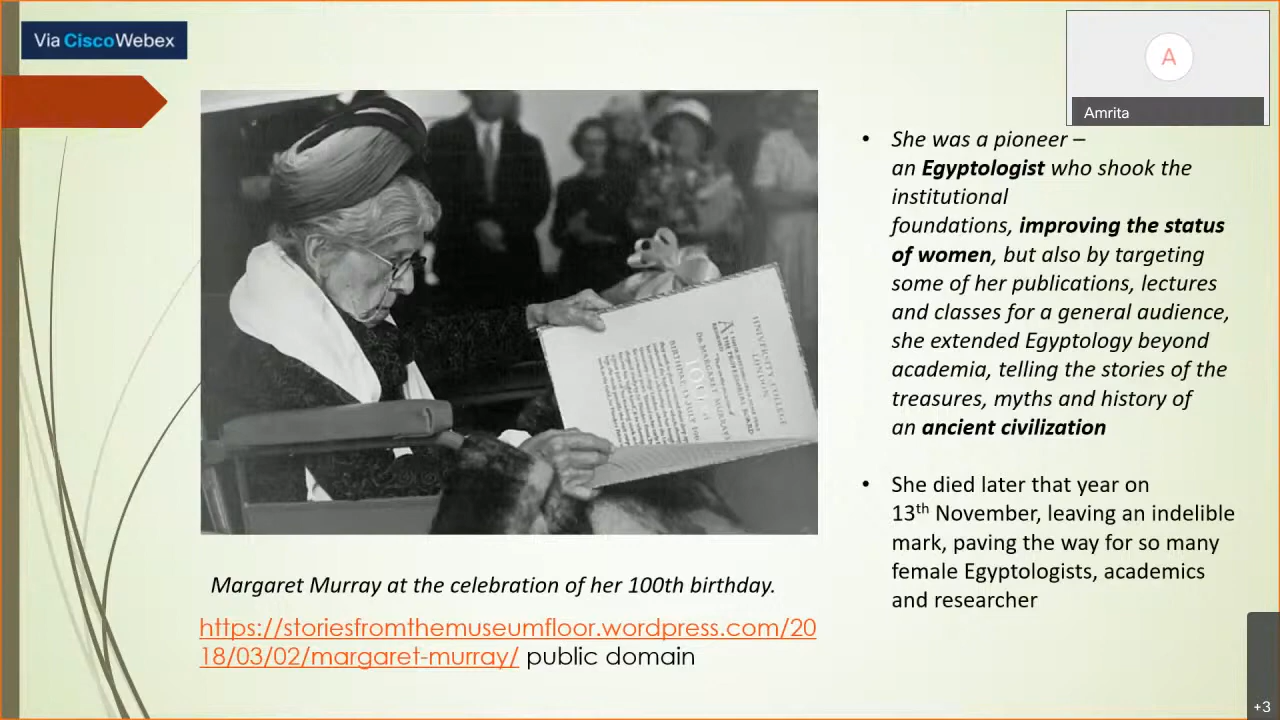 Via CiscoWebex
A
Amrita
UNIVERSITY COLLEGE
LONDON
DR MARGARET MURRAY
• She was a pioneer –
an Egyptologist who shook the
institutional
foundations, improving the status
of women, but also by targeting
some of her publications, lectures
and classes for a general audience,
she extended Egyptology beyond
academia, telling the stories of the
treasures, myths and history of
an ancient civilization
• She died later that year on
13th November, leaving an indelible
mark, paving the way for so many
female Egyptologists, academics
and researcher
Margaret Murray at the celebration of her 100th birthday.
https://storiesfromthemuseumfloor.wordpress.com/20
18/03/02/margaret-murray/ public domain
+3